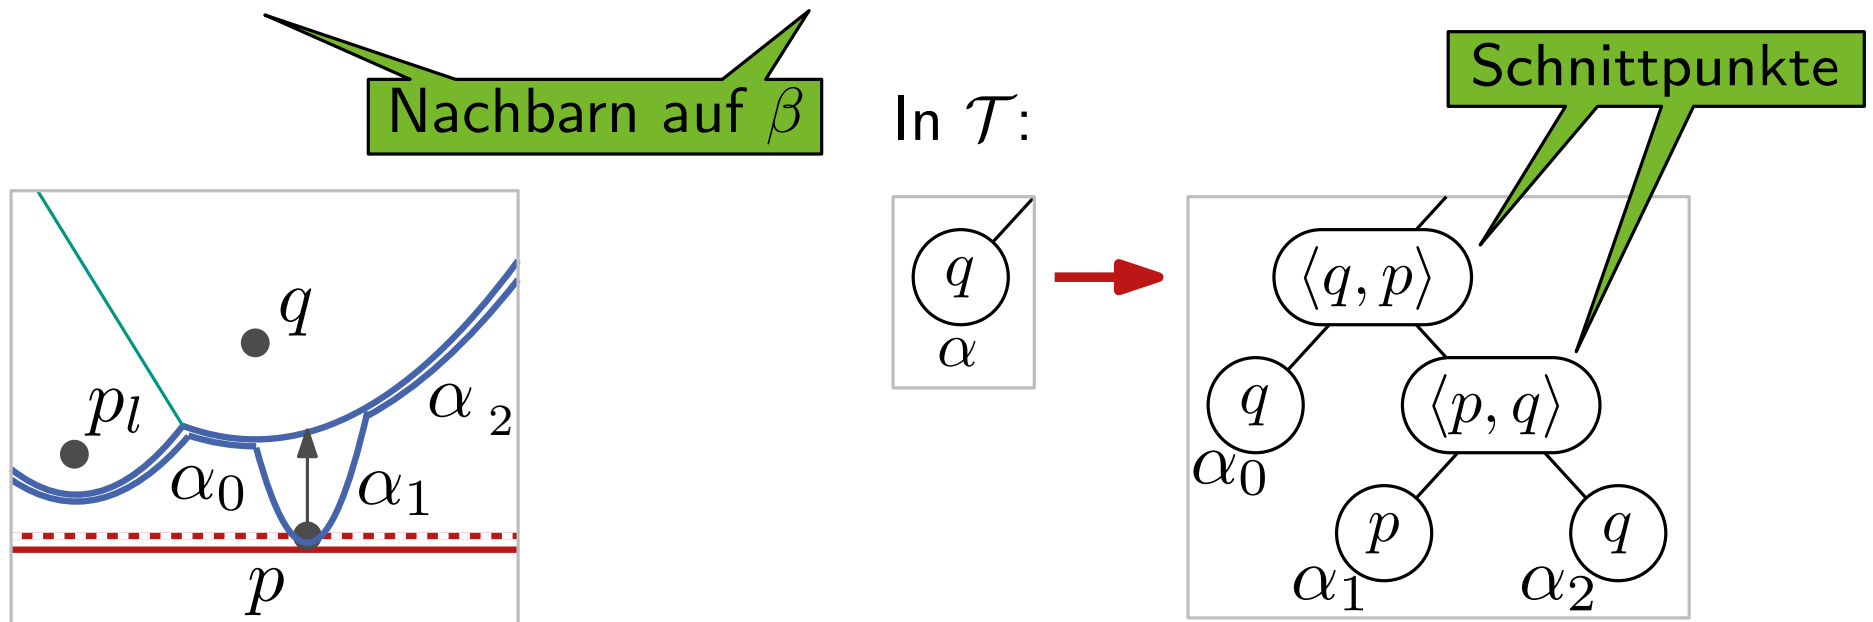 Schnittpunkte
Nachbarn auf β
In 𝒯:
q
p_l
α_0
α_1
α_2
p
q
α
⟨q, p⟩
q
α_0
⟨p, q⟩
p
α_1
q
α_2